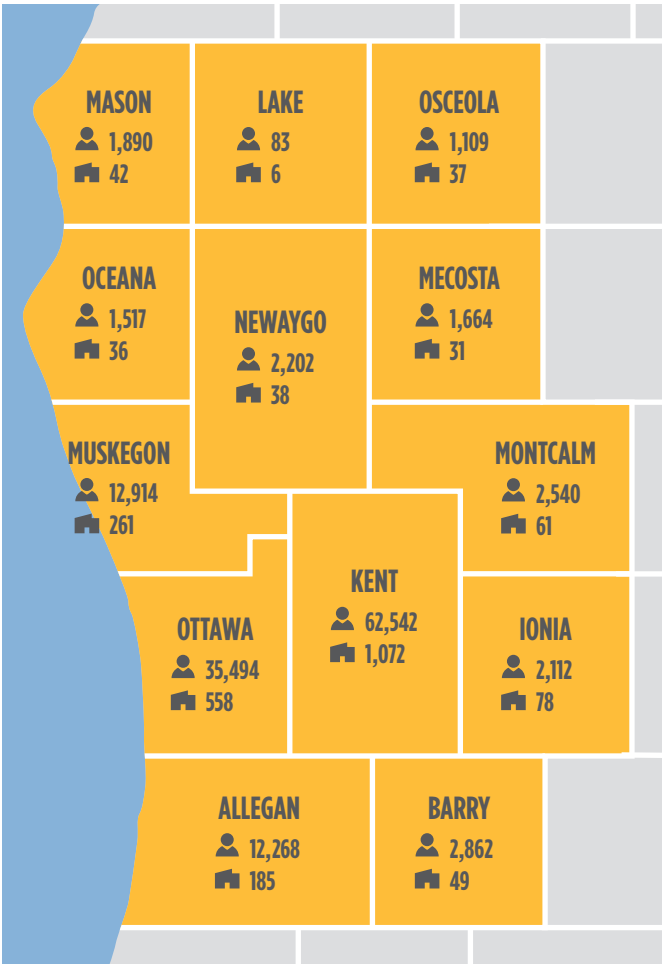 MASON
1,890
42
LAKE
83
6
OSCEOLA
1,109
37
OCEANA
1,517
36
NEWAYGO
2,202
38
MECOSTA
1,664
31
MUSKEGON
12,914
261
MONTCALM
2,540
61
OTTAWA
35,494
558
KENT
62,542
1,072
IONIA
2,112
78
ALLEGAN
12,268
185
BARRY
2,862
49